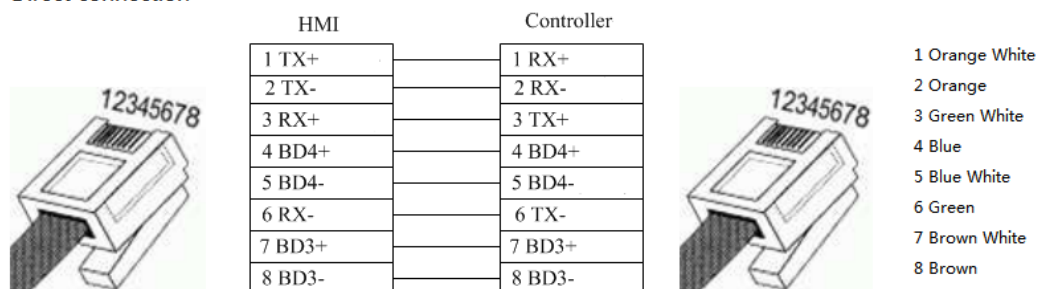 HMI
Controller
1 TX+
1 RX+
2 TX-
2 RX-
3 RX+
3 TX+
4 BD4+
4 BD4+
5 BD4-
5 BD4-
6 RX-
6 TX-
7 BD3+
7 BD3+
8 BD3-
8 BD3-
12345678
12345678
1 Orange White
2 Orange
3 Green White
4 Blue
5 Blue White
6 Green
7 Brown White
8 Brown